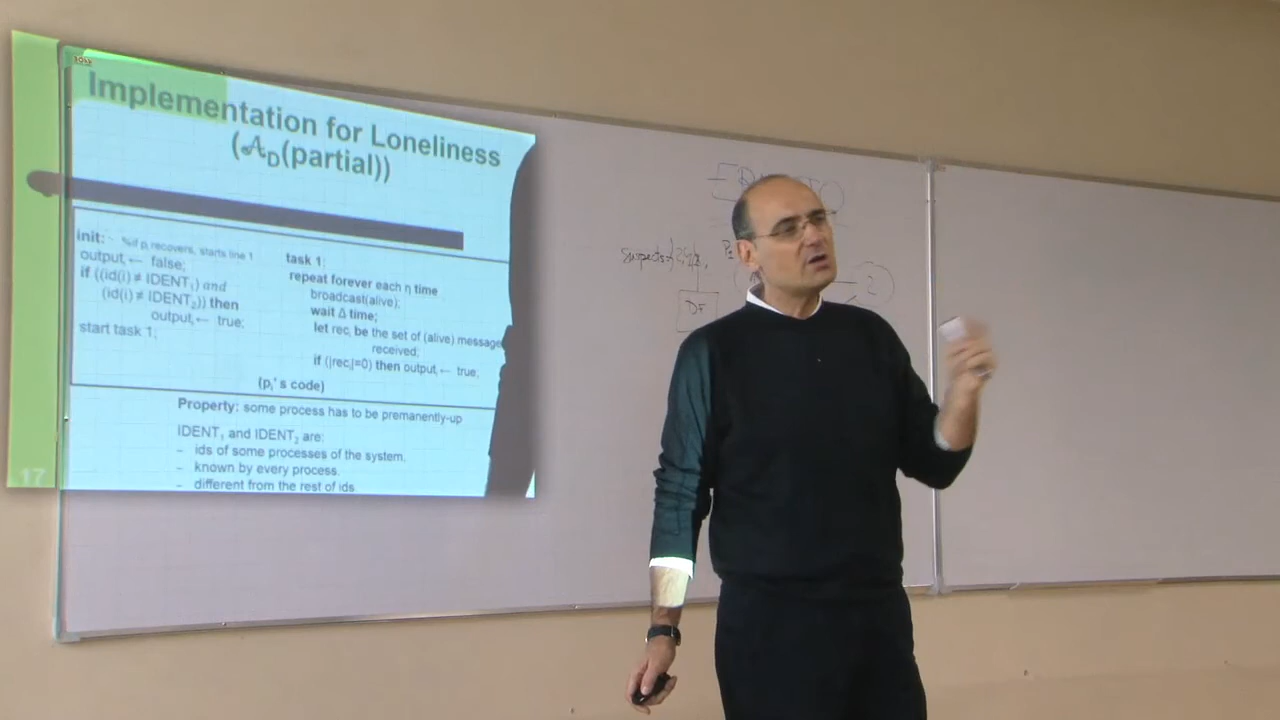 Implementation for Loneliness
(𝒜D(partial))
init: %if pi recovers, starts line 1
outputi ← false;
if ((id(i) ≠ IDENT1) and
(id(i) ≠ IDENT2)) then
outputi ← true;
start task 1;
task 1:
repeat forever each η time
broadcast(alive);
wait Δ time;
let reci be the set of (alive) message
received;
if (|reci|=0) then outputi ← true;
(pi' s code)
Property: some process has to be premanently-up
IDENT1 and IDENT2 are:
– ids of some processes of the system.
– known by every process.
– different from the rest of ids
17
suspects
DF
2